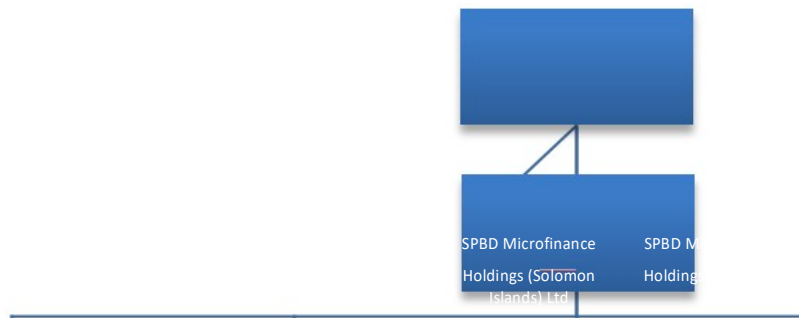 SPBD Microfinance SPBD M
Holdings (Solomon Holding
Islands) Ltd